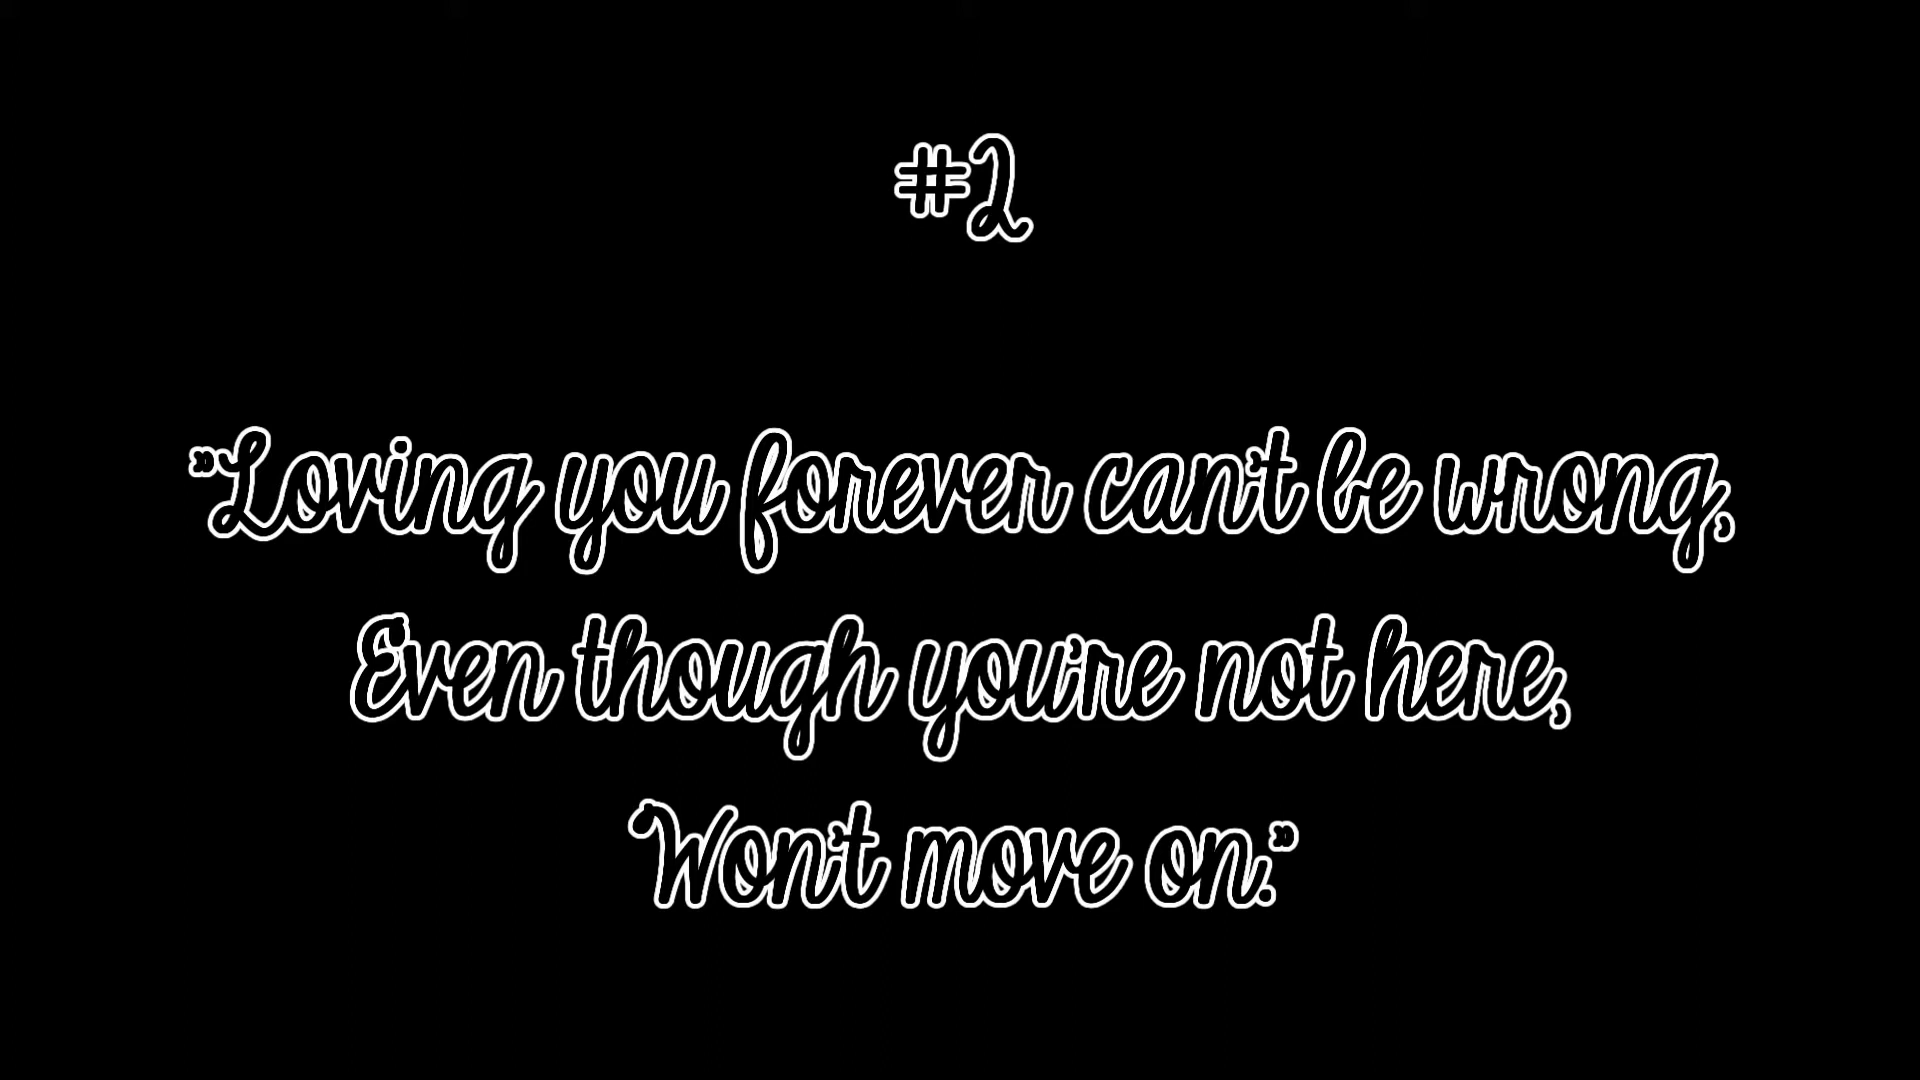 #2
"Loving you forever can't be wrong,
Even though you're not here,
Won't move on."